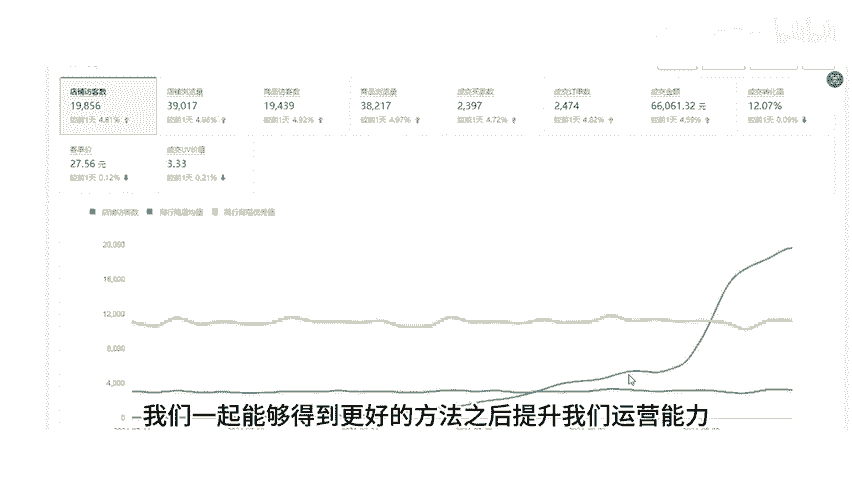 店铺访客数 店铺浏览量 商品访客数 商品浏览量 成交买家数 成交订单数 成交金额 成交转化率
19,856 39,017 19,439 38,217 2,397 2,474 66,061.32 元 12.07%
较前1天 4.81% 较前1天 4.86% 较前1天 4.92% 较前1天 4.97% 较前1天 4.72% 较前1天 4.82% 较前1天 4.59% 较前1天 0.09%
客单价 成交UV价值
27.56 元 3.33
较前1天 0.12% 较前1天 0.21%
店铺访客数 同行同层均值 同行同层优秀值
20,000
16,000
12,000
8,000
4,000
0
我们一起能够得到更好的方法之后提升我们运营能力